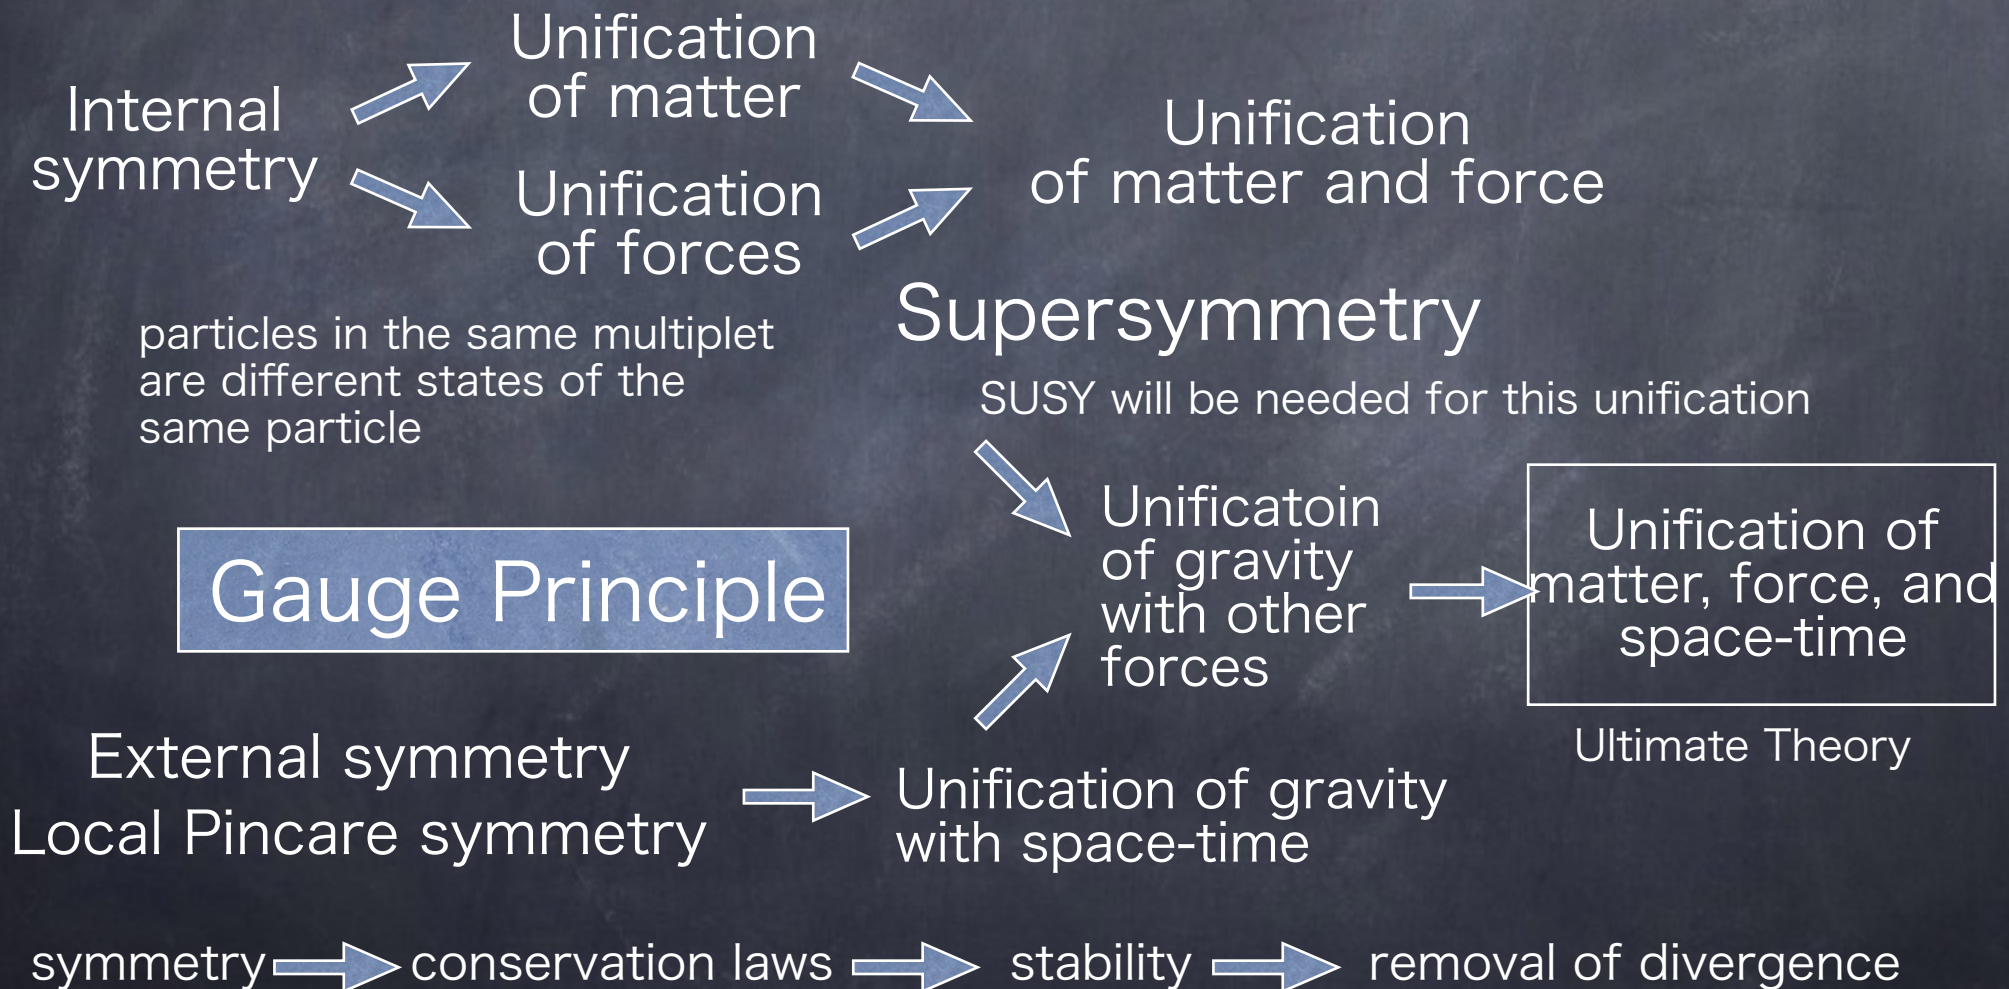 Internal
symmetry
Unification
of matter
Unification
of forces
Unification
of matter and force
particles in the same multiplet
are different states of the
same particle
Supersymmetry
SUSY will be needed for this unification
Gauge Principle
Unificatoin
of gravity
with other
forces
Unification of
matter, force, and
space-time
Ultimate Theory
External symmetry
Local Pincare symmetry
Unification of gravity
with space-time
symmetry conservation laws stability removal of divergence